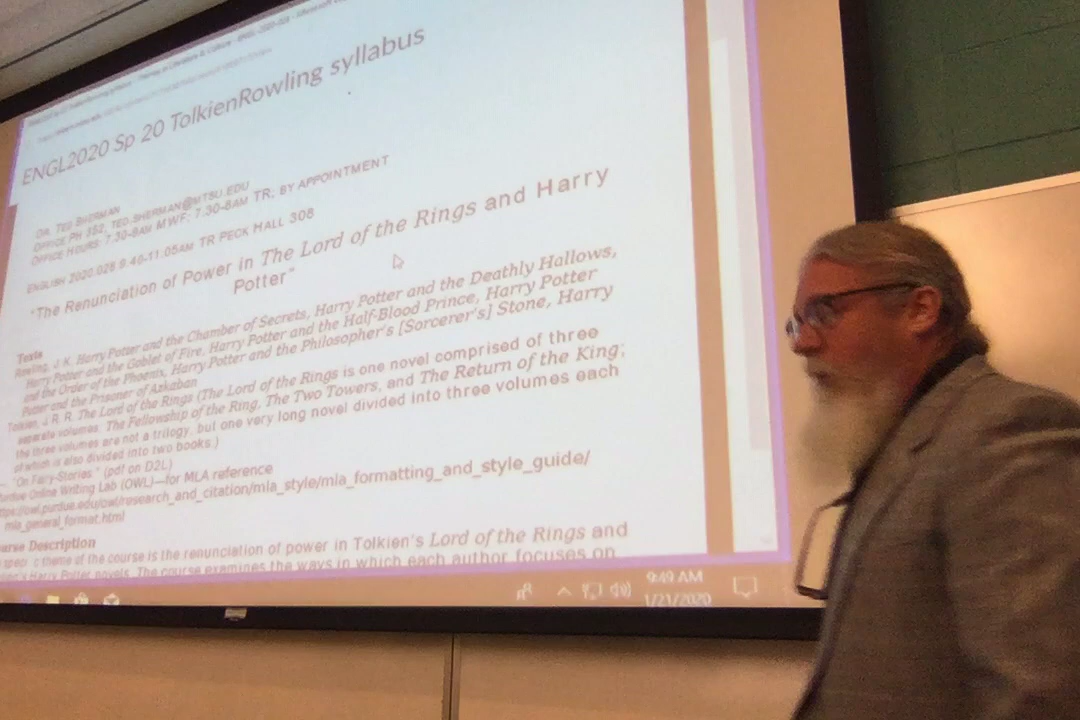 ENGL2020 Sp 20 TolkienRowling syllabus
DR. TED SHERMAN
OFFICE PH 352, TED.SHERMAN@MTSU.EDU
OFFICE HOURS: 7:30-8AM MWF: 7:30-8AM TR; BY APPOINTMENT
ENGLISH 2020.028 9:40-11:05AM TR PECK HALL 308
"The Renunciation of Power in The Lord of the Rings and Harry
Potter"
Texts
Rowling, J. K. Harry Potter and the Chamber of Secrets, Harry Potter and the Deathly Hallows,
Harry Potter and the Goblet of Fire, Harry Potter and the Half-Blood Prince, Harry Potter
and the Order of the Phoenix, Harry Potter and the Philosopher's [Sorcerer's] Stone, Harry
Potter and the Prisoner of Azkaban
Tolkien, J. R. R. The Lord of the Rings (The Lord of the Rings is one novel comprised of three
separate volumes: The Fellowship of the Ring, The Two Towers, and The Return of the King;
the three volumes are not a trilogy, but one very long novel divided into three volumes each
of which is also divided into two books.)
"On Fairy-Stories" (pdf on D2L)
urdue Online Writing Lab (OWL)—for MLA reference
ttps://owl.purdue.edu/owl/research_and_citation/mla_style/mla_formatting_and_style_guide/
mla_general_format.html
urse Description
theme of the course is the renunciation of power in Tolkien's Lord of the Rings and
Harry Potter novels. The course examines the ways in which each author focuses on
9:49 AM
1/21/2020